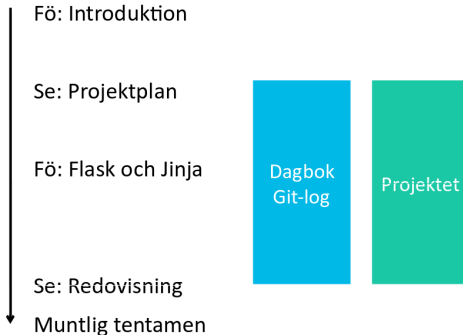 Fö: Introduktion
Se: Projektplan
Fö: Flask och Jinja
Dagbok
Git-log
Projektet
Se: Redovisning
Muntlig tentamen